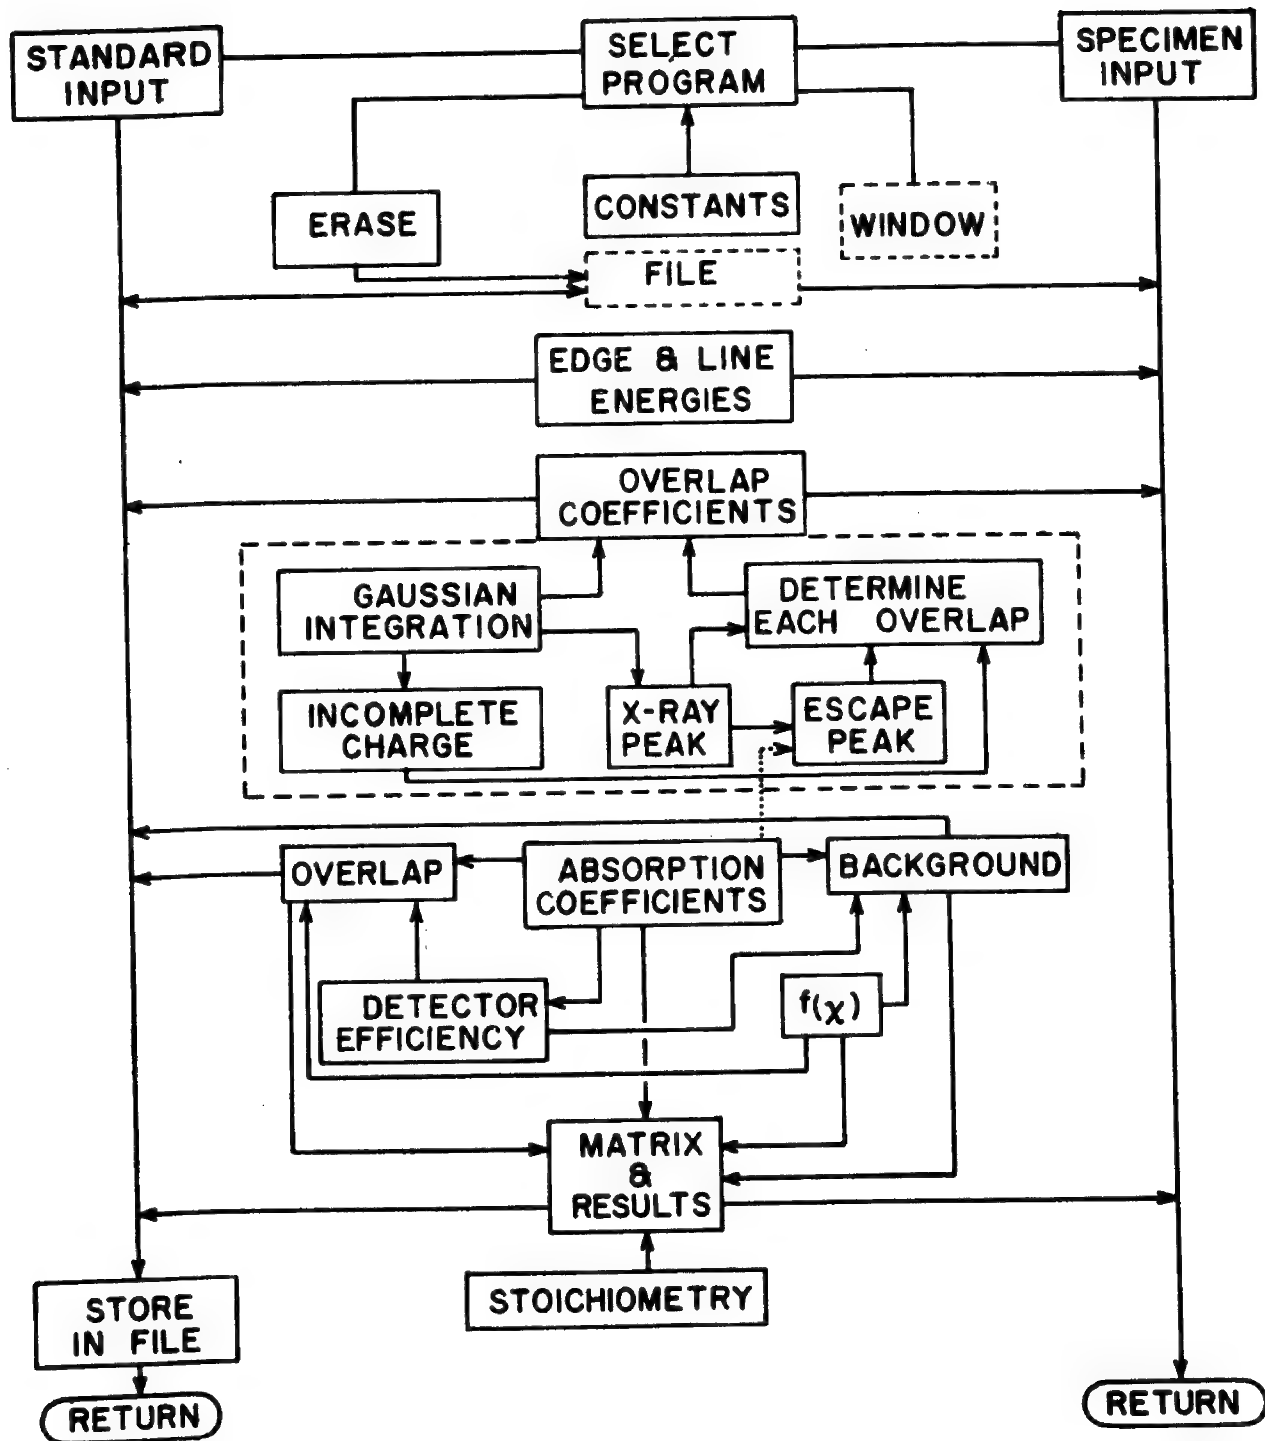 STANDARD
INPUT
SELECT
PROGRAM
SPECIMEN
INPUT
ERASE
CONSTANTS
WINDOW
FILE
EDGE & LINE
ENERGIES
OVERLAP
COEFFICIENTS
GAUSSIAN
INTEGRATION
DETERMINE
EACH OVERLAP
INCOMPLETE
CHARGE
X-RAY
PEAK
ESCAPE
PEAK
OVERLAP
ABSORPTION
COEFFICIENTS
BACKGROUND
DETECTOR
EFFICIENCY
f(χ)
MATRIX
&
RESULTS
STOICHIOMETRY
STORE
IN FILE
RETURN
RETURN